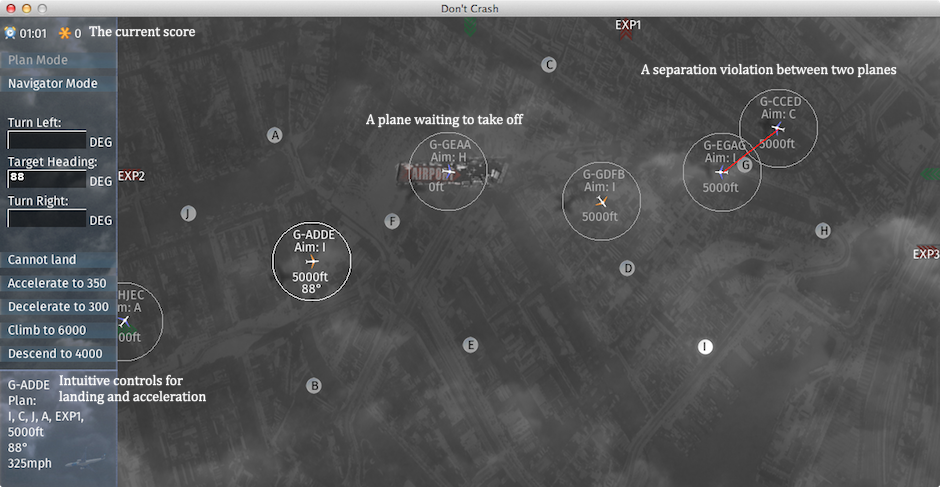 Don't Crash
01:01
0
The current score
Plan Mode
Navigator Mode
Turn Left:
DEG
Target Heading:
88
DEG
Turn Right:
DEG
Cannot land
Accelerate to 350
Decelerate to 300
Climb to 6000
Descend to 4000
G-ADDE
Plan:
I, C, J, A, EXP1,
5000ft
88°
325mph
Intuitive controls for
landing and acceleration
EXP1
C
A separation violation between two planes
G-CCED
Aim: C
5000ft
A plane waiting to take off
A
G-GEAA
Aim: H
AIRPORT
0ft
G-EGAG
Aim: I
G
5000ft
EXP2
G-GDFB
Aim: I
5000ft
J
F
H
G-ADDE
Aim: I
5000ft
88°
EXP3
D
HJEC
m: A
00ft
E
I
B